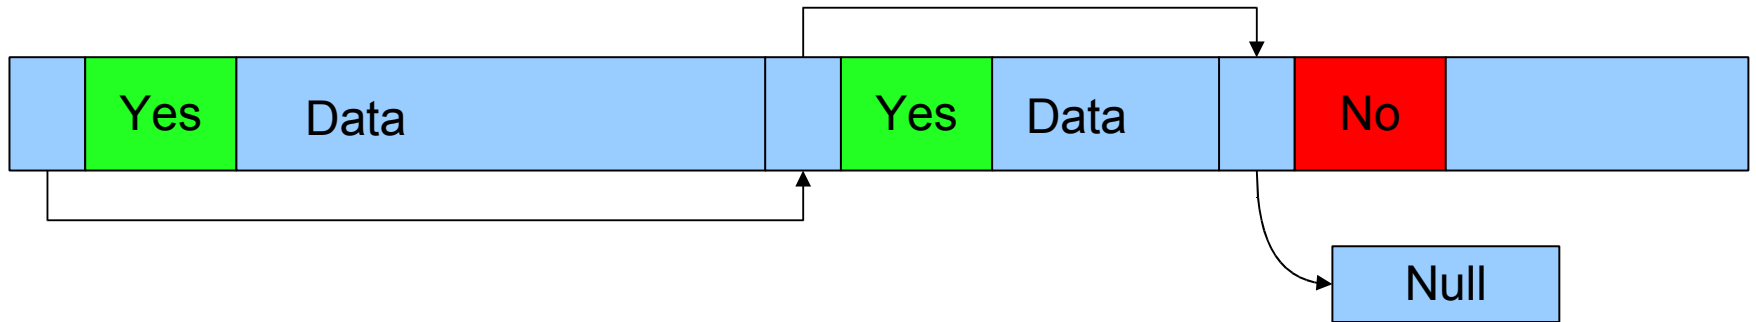 Yes Data Yes Data No
Null